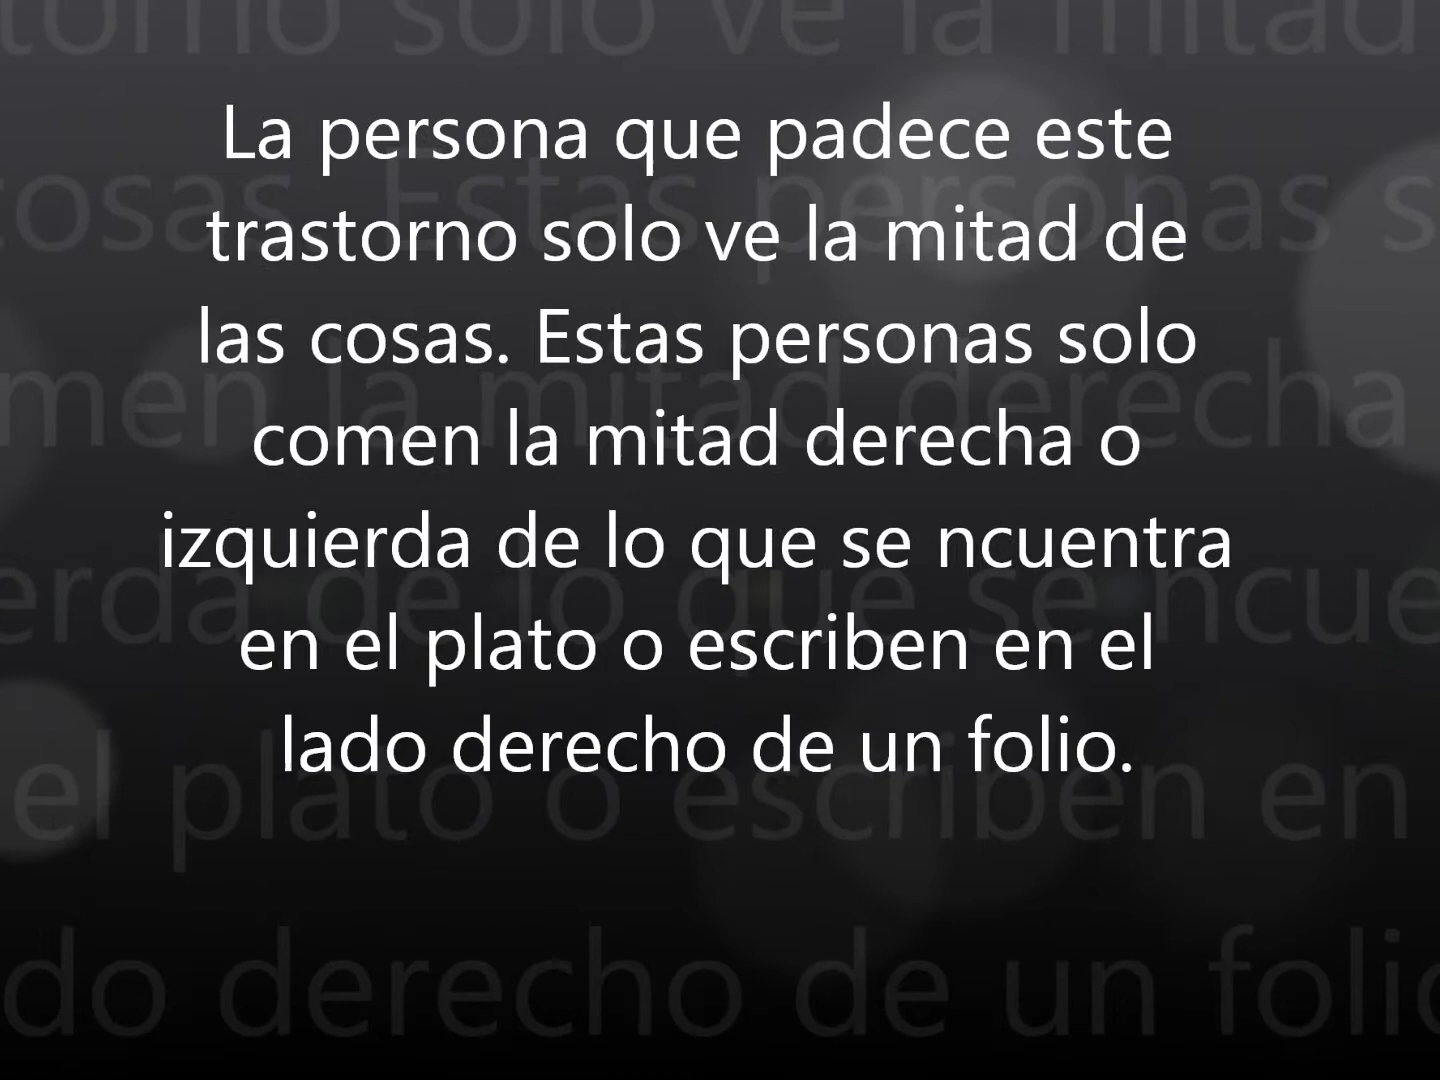 La persona que padece este
trastorno solo ve la mitad de
las cosas. Estas personas solo
comen la mitad derecha o
izquierda de lo que se ncuentra
en el plato o escriben en el
lado derecho de un folio.